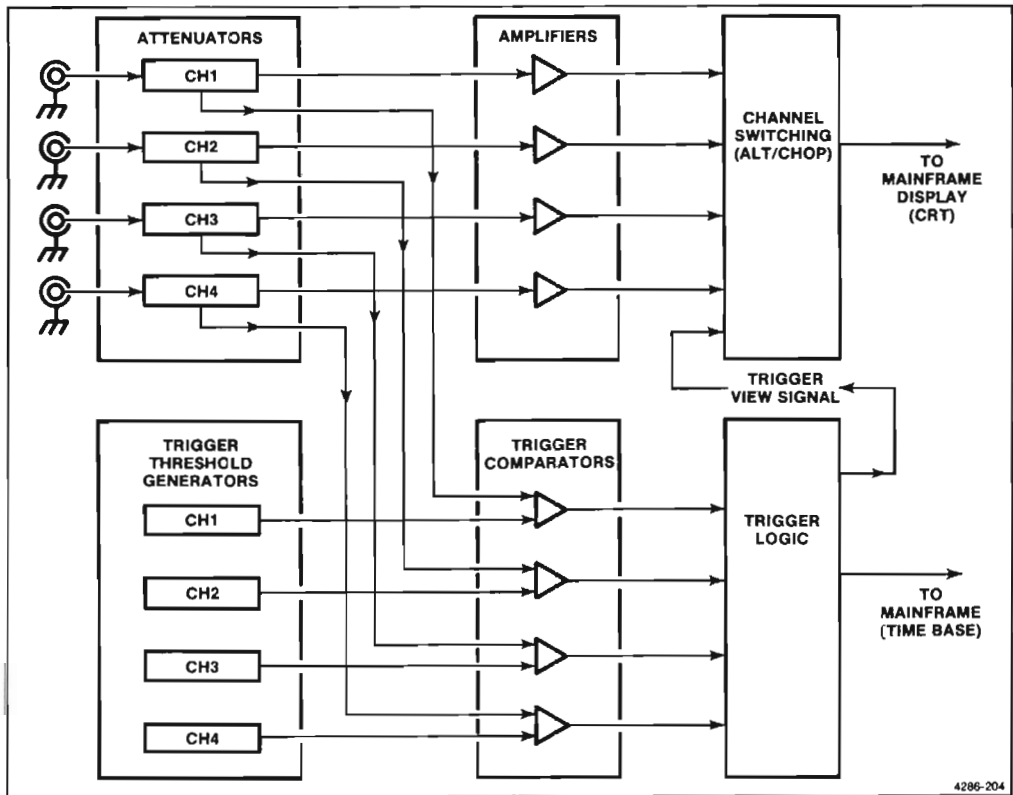 ATTENUATORS
CH1
CH2
CH3
CH4
AMPLIFIERS
CHANNEL
SWITCHING
(ALT/CHOP)
TO
MAINFRAME
DISPLAY
(CRT)
TRIGGER
VIEW SIGNAL
TRIGGER
THRESHOLD
GENERATORS
CH1
CH2
CH3
CH4
TRIGGER
COMPARATORS
TRIGGER
LOGIC
TO
MAINFRAME
(TIME BASE)
4286-204